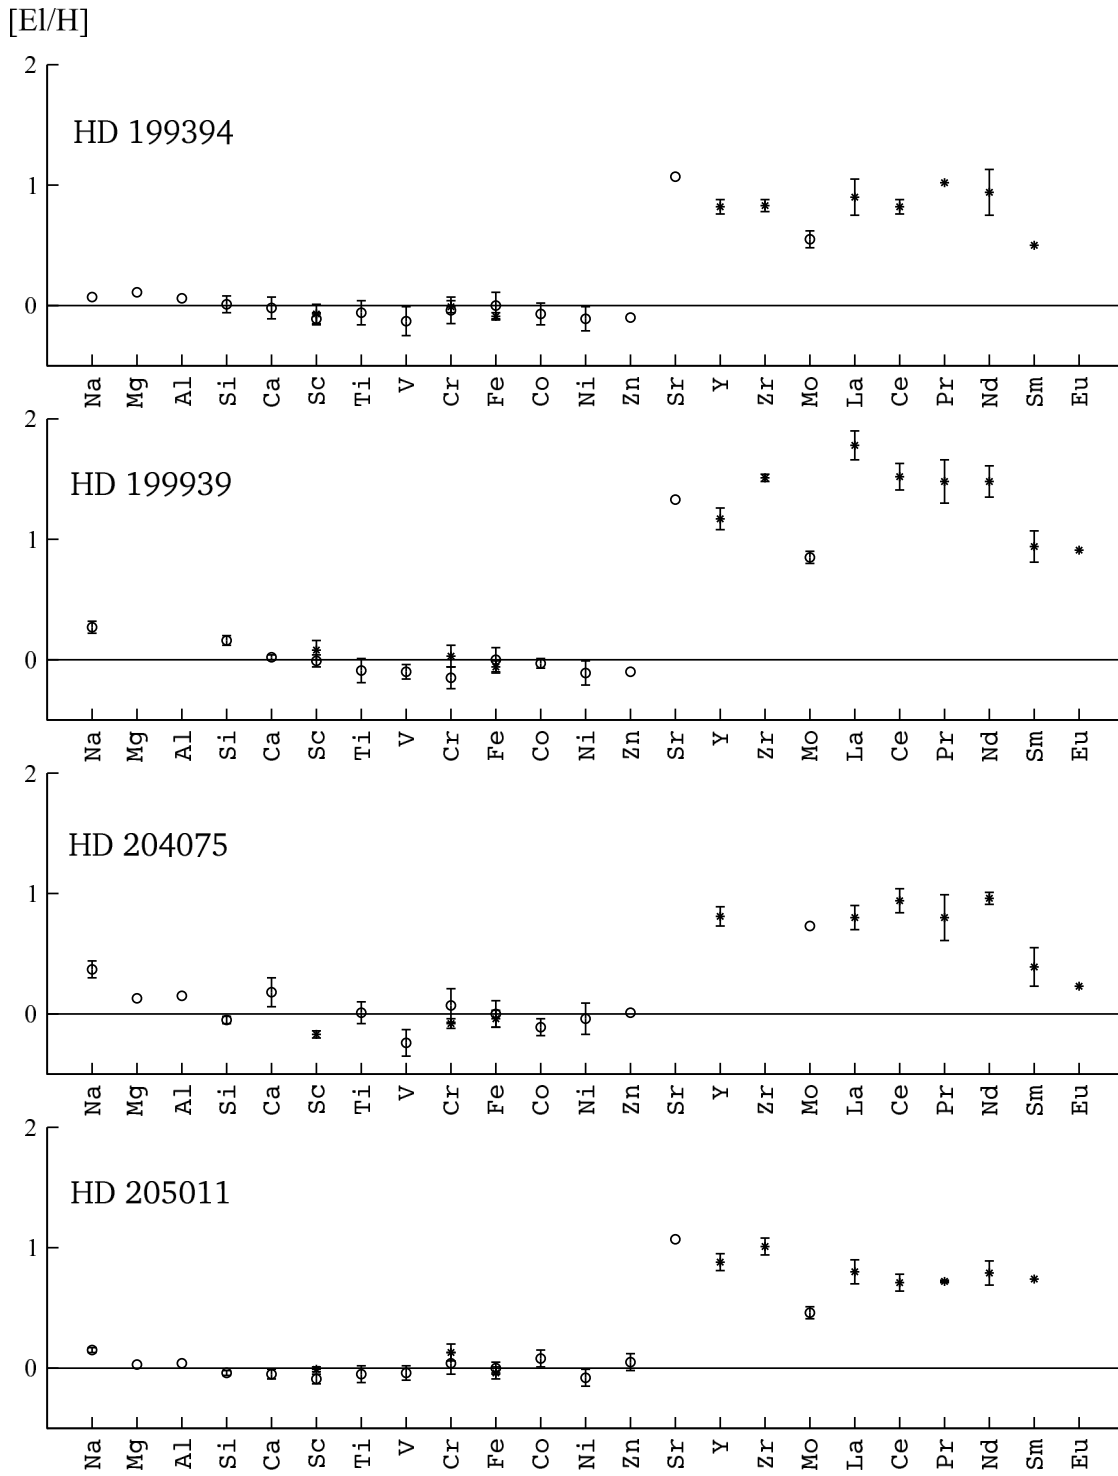 [El/H]
2
HD 199394
1
0
Na Mg Al Si Ca Sc Ti V Cr Fe Co Ni Zn Sr Y Zr Mo La Ce Pr Nd Sm Eu
2
HD 199939
1
0
Na Mg Al Si Ca Sc Ti V Cr Fe Co Ni Zn Sr Y Zr Mo La Ce Pr Nd Sm Eu
2
HD 204075
1
0
Na Mg Al Si Ca Sc Ti V Cr Fe Co Ni Zn Sr Y Zr Mo La Ce Pr Nd Sm Eu
2
HD 205011
1
0
Na Mg Al Si Ca Sc Ti V Cr Fe Co Ni Zn Sr Y Zr Mo La Ce Pr Nd Sm Eu